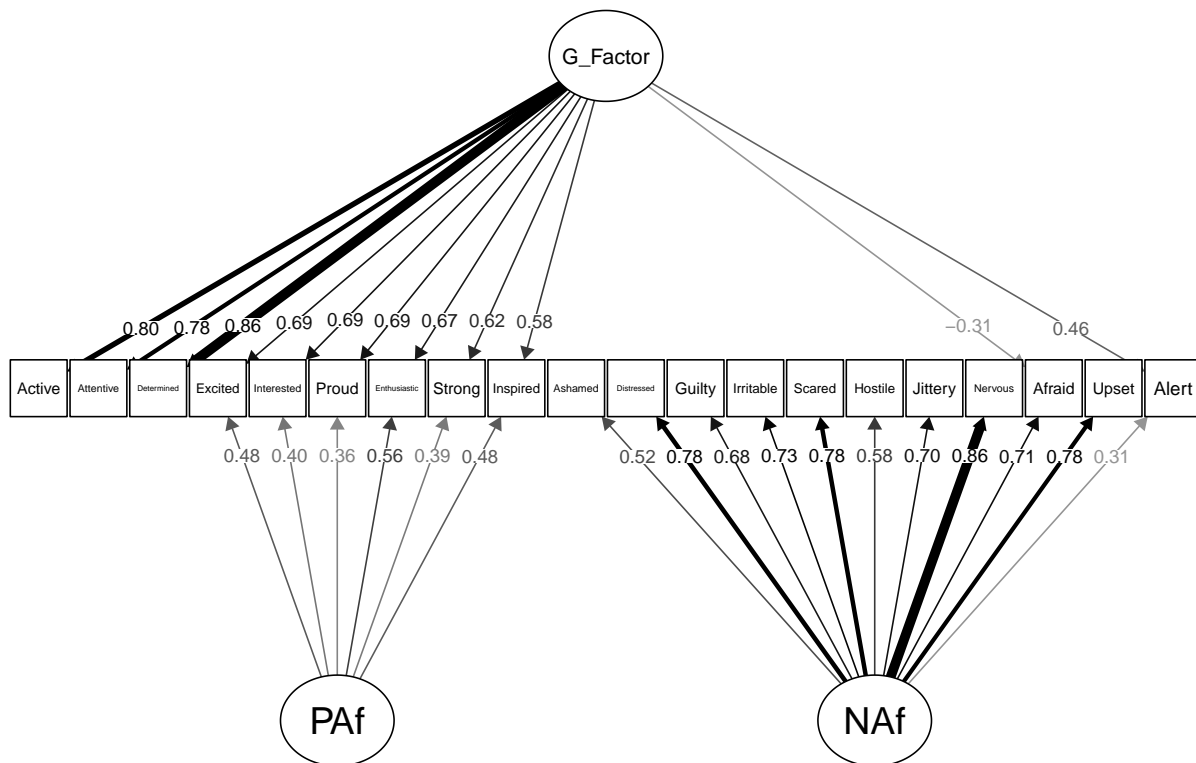 G_Factor
0.80 0.78 0.86 0.69 0.69 0.69 0.67 0.62 0.58 −0.31 0.46
Active Attentive Determined Excited Interested Proud Enthusiastic Strong Inspired Ashamed Distressed Guilty Irritable Scared Hostile Jittery Nervous Afraid Upset Alert
0.48 0.40 0.36 0.56 0.39 0.48 0.52 0.78 0.68 0.73 0.78 0.58 0.70 0.86 0.71 0.78 0.31
PAf NAf